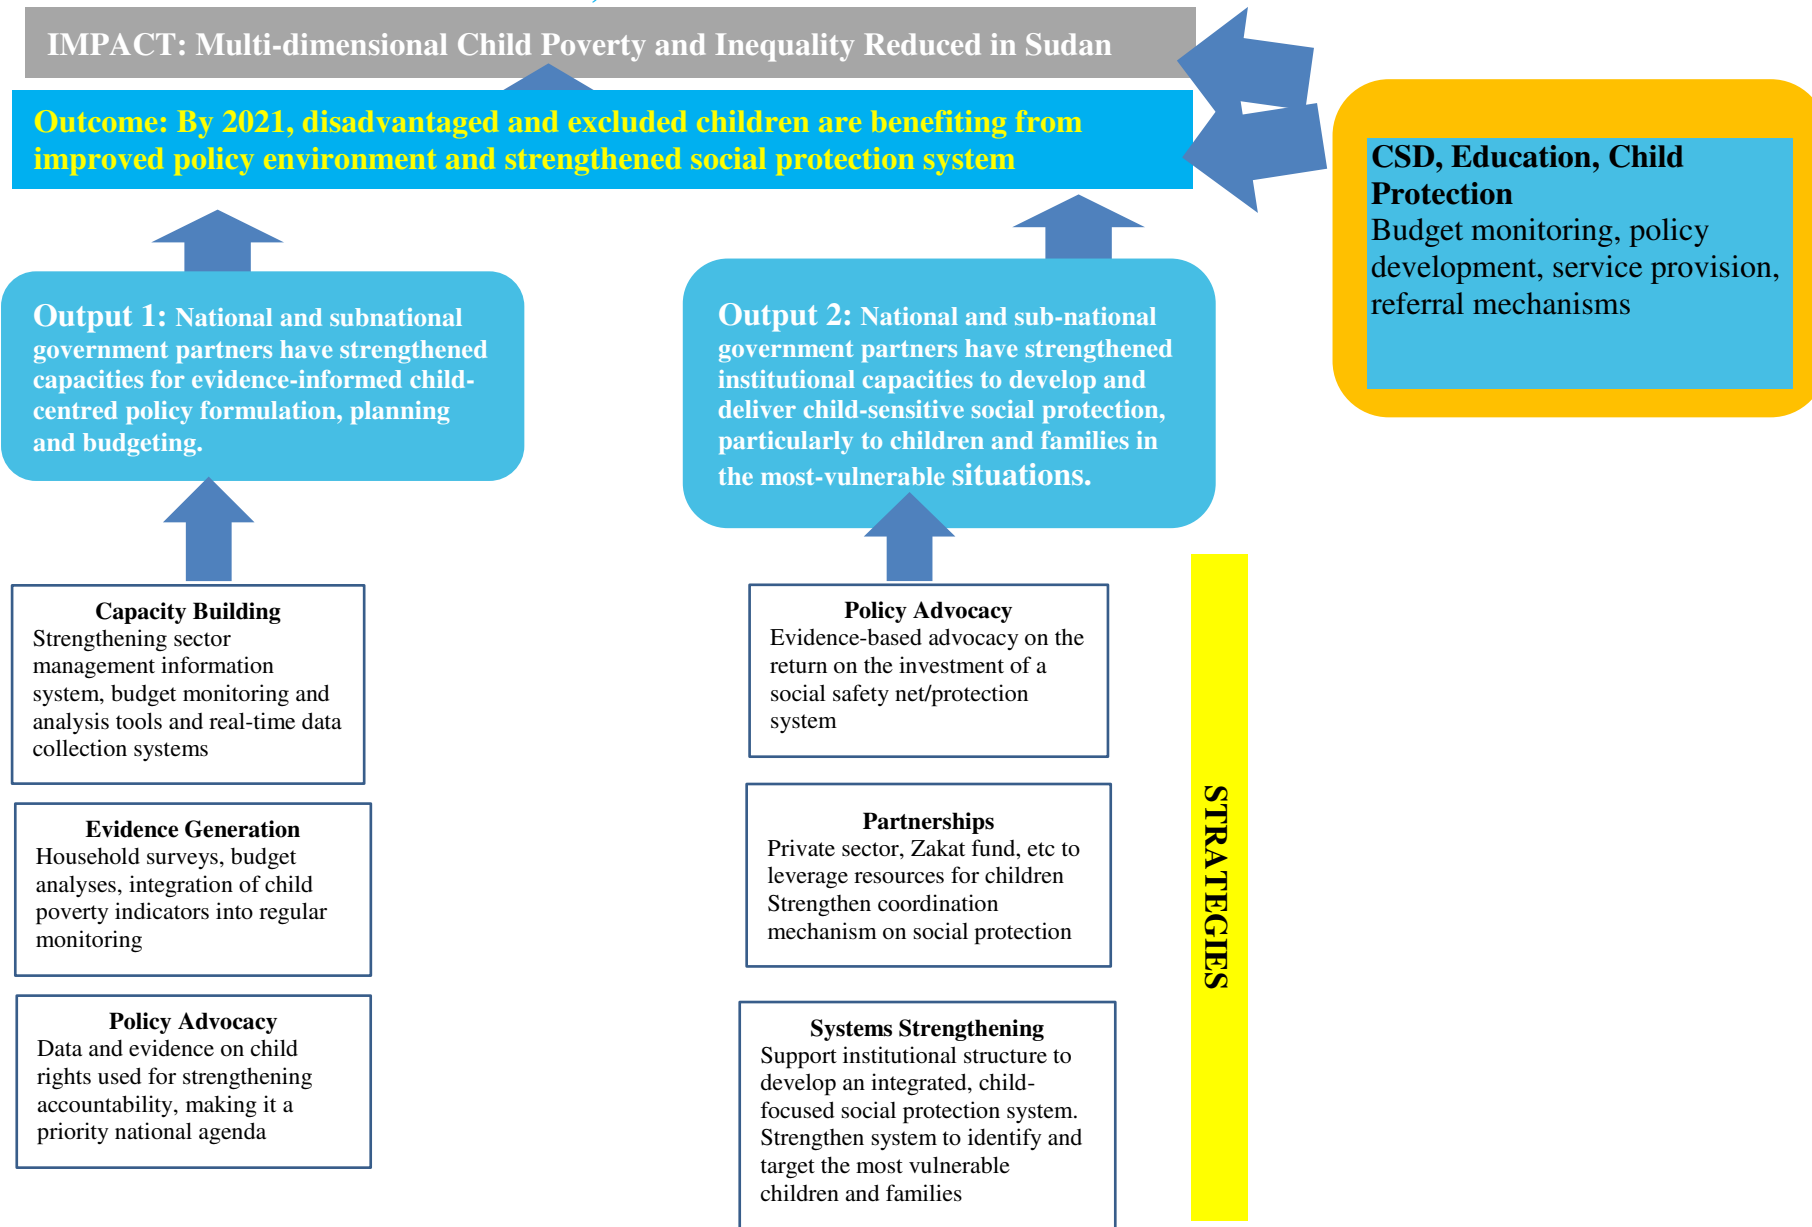 IMPACT: Multi-dimensional Child Poverty and Inequality Reduced in Sudan
Outcome: By 2021, disadvantaged and excluded children are benefiting from
improved policy environment and strengthened social protection system
CSD, Education, Child
Protection
Budget monitoring, policy
development, service provision,
referral mechanisms
Output 1: National and subnational
government partners have strengthened
capacities for evidence-informed child-
centred policy formulation, planning
and budgeting.
Output 2: National and sub-national
government partners have strengthened
institutional capacities to develop and
deliver child-sensitive social protection,
particularly to children and families in
the most-vulnerable situations.
Capacity Building
Strengthening sector
management information
system, budget monitoring and
analysis tools and real-time data
collection systems
Evidence Generation
Household surveys, budget
analyses, integration of child
poverty indicators into regular
monitoring
Policy Advocacy
Data and evidence on child
rights used for strengthening
accountability, making it a
priority national agenda
Policy Advocacy
Evidence-based advocacy on the
return on the investment of a
social safety net/protection
system
Partnerships
Private sector, Zakat fund, etc to
leverage resources for children
Strengthen coordination
mechanism on social protection
Systems Strengthening
Support institutional structure to
develop an integrated, child-
focused social protection system.
Strengthen system to identify and
target the most vulnerable
children and families
STRATEGIES